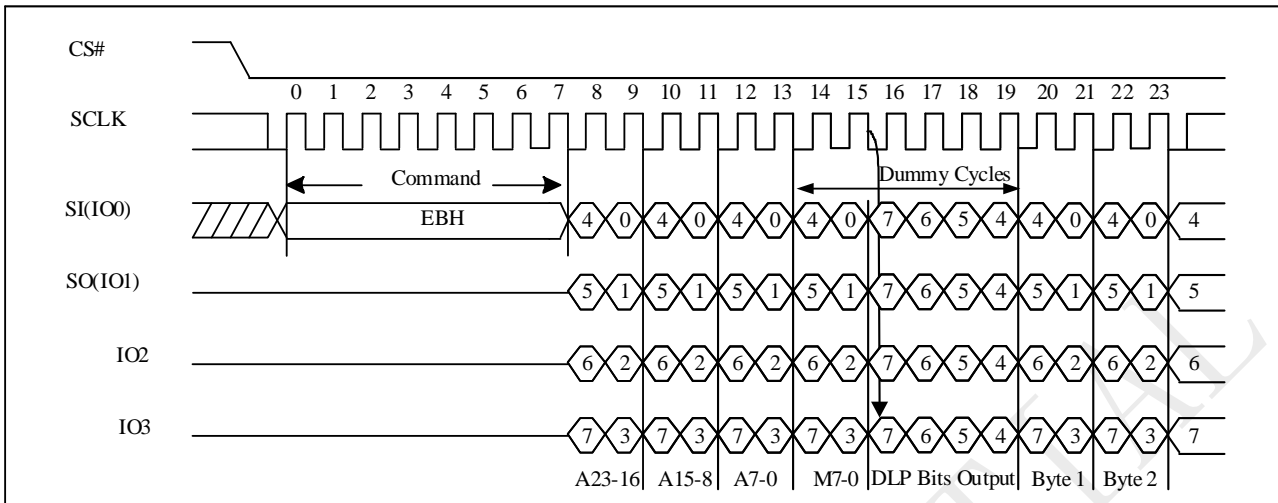 CS#
0 1 2 3 4 5 6 7 8 9 10 11 12 13 14 15 16 17 18 19 20 21 22 23
SCLK
Command Dummy Cycles
SI(IO0) EBH 4 0 4 0 4 0 4 0 7 6 5 4 4 0 4 0 4
SO(IO1) 5 1 5 1 5 1 5 1 7 6 5 4 5 1 5 1 5
IO2 6 2 6 2 6 2 6 2 7 6 5 4 6 2 6 2 6
IO3 7 3 7 3 7 3 7 3 7 6 5 4 7 3 7 3 7
A23-16 A15-8 A7-0 M7-0 DLP Bits Output Byte 1 Byte 2
TIAL